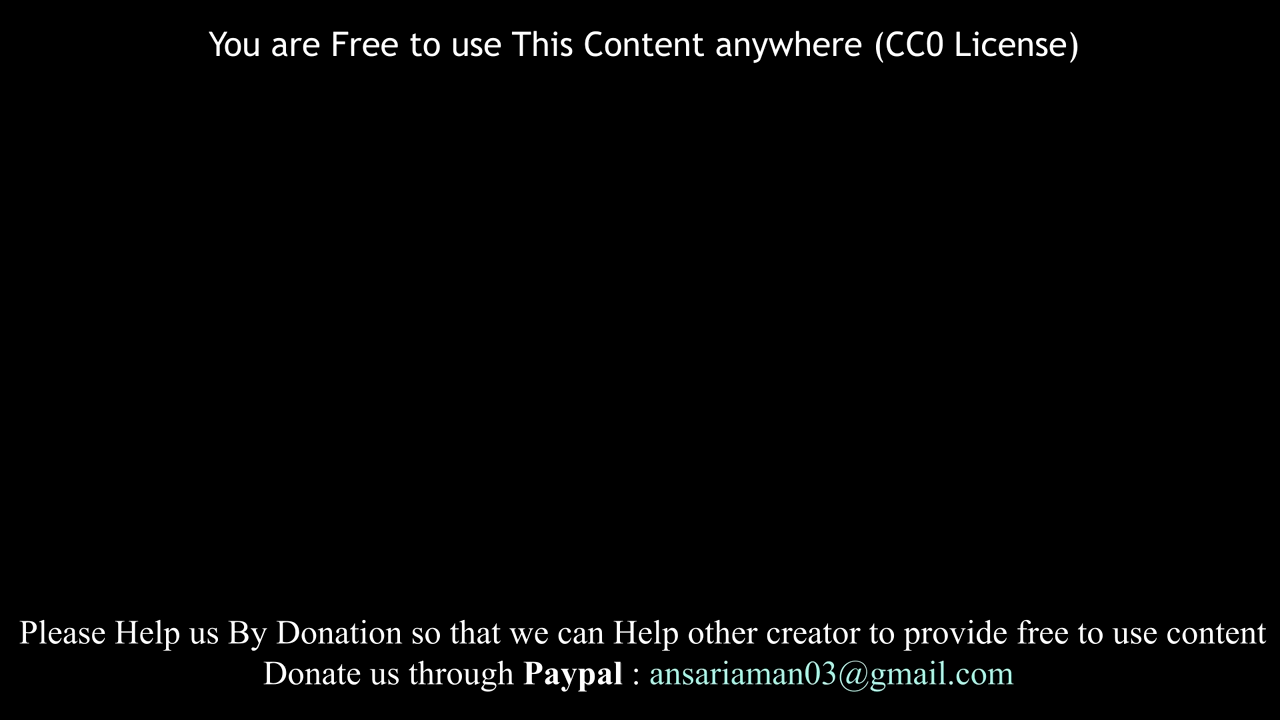 You are Free to use This Content anywhere (CC0 License)
Please Help us By Donation so that we can Help other creator to provide free to use content
Donate us through Paypal : ansariaman03@gmail.com